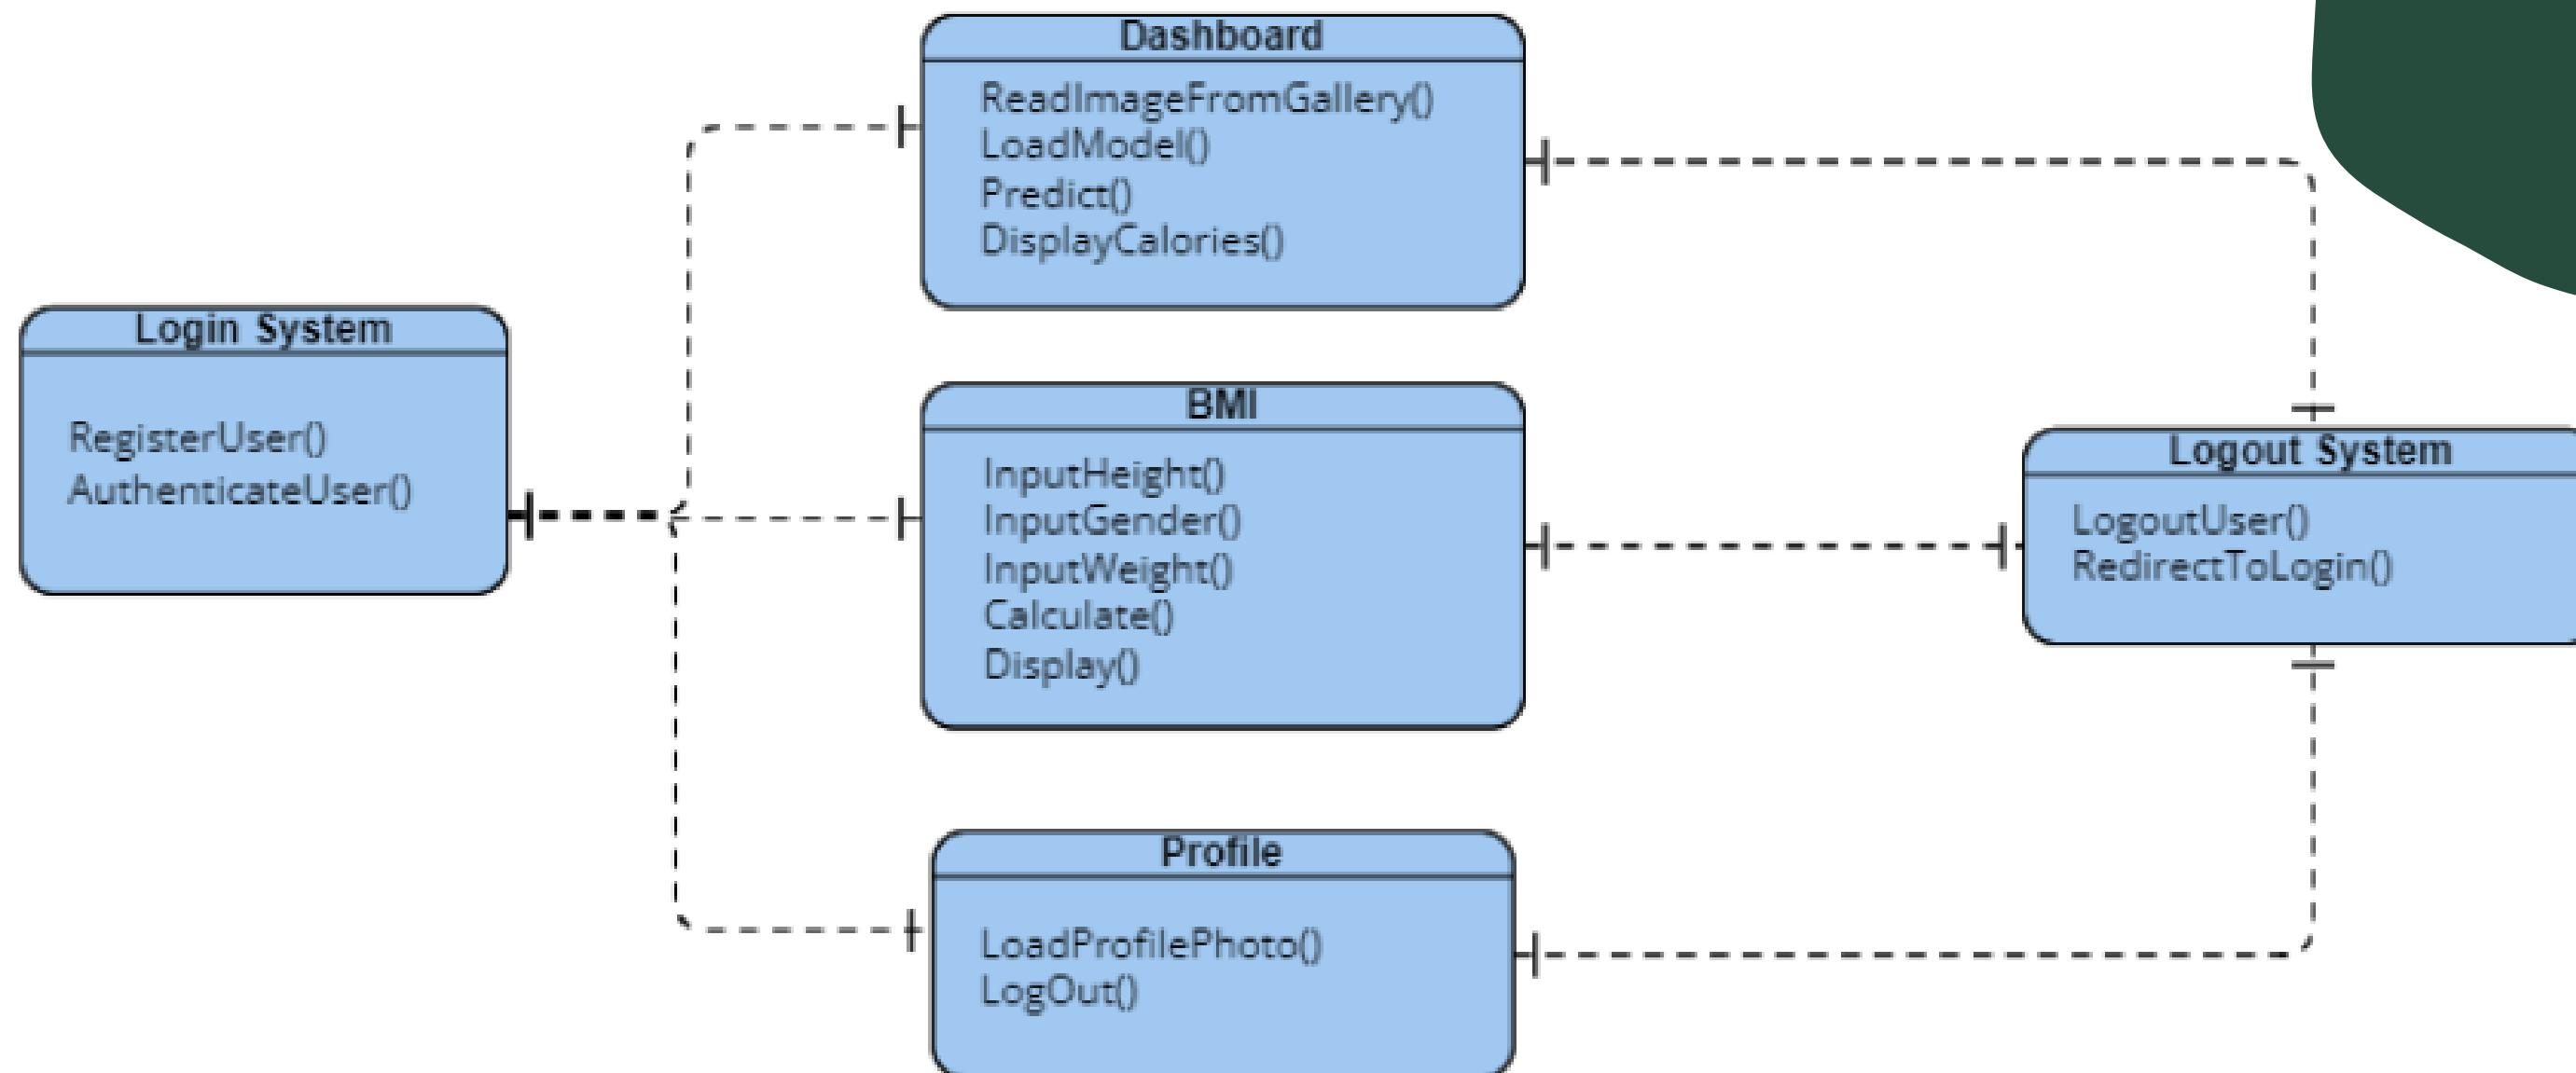 Dashboard
ReadImageFromGallery()
LoadModel()
Predict()
DisplayCalories()
Login System
RegisterUser()
AuthenticateUser()
BMI
InputHeight()
InputGender()
InputWeight()
Calculate()
Display()
Logout System
LogoutUser()
RedirectToLogin()
Profile
LoadProfilePhoto()
LogOut()